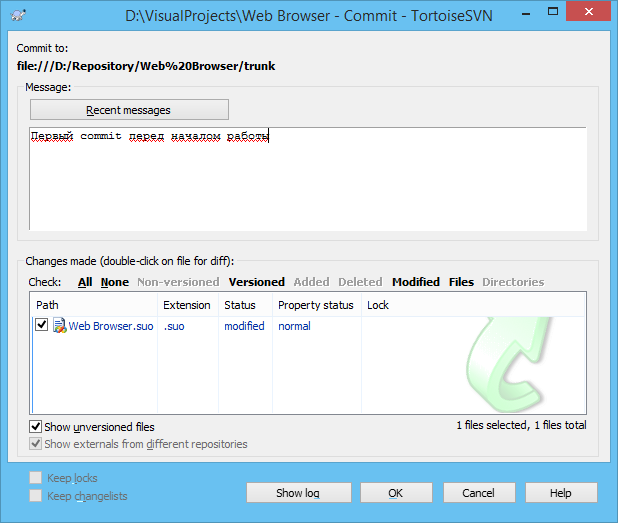 D:\VisualProjects\Web Browser - Commit - TortoiseSVN
Commit to:
file:///D:/Repository/Web%20Browser/trunk
Message:
Recent messages
Первый commit перед началом работы
Changes made (double-click on file for diff):
Check: All None Non-versioned Versioned Added Deleted Modified Files Directories
Path Extension Status Property status Lock
Web Browser.suo .suo modified normal
Show unversioned files 1 files selected, 1 files total
Show externals from different repositories
Keep locks
Keep changelists
Show log OK Cancel Help